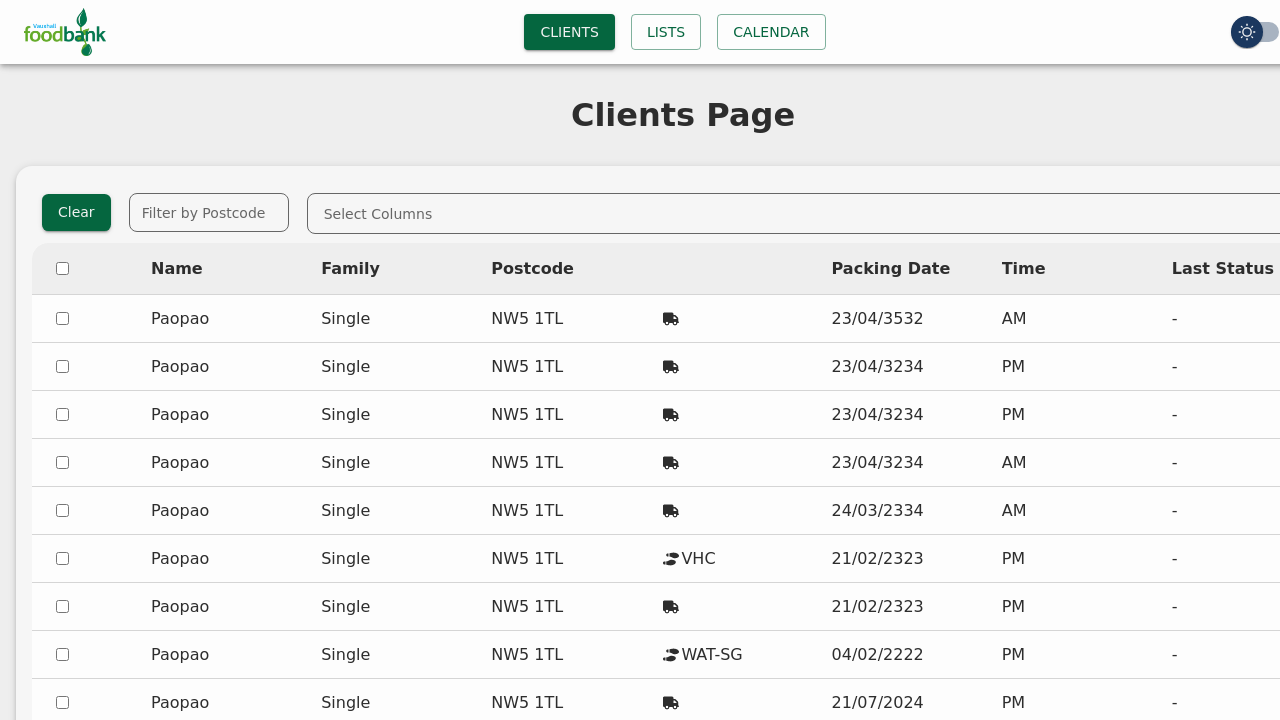 Vauxhall
foodbank
CLIENTS LISTS CALENDAR
Clients Page
Clear Filter by Postcode Select Columns
Name Family Postcode Packing Date Time Last Status
Paopao Single NW5 1TL 23/04/3532 AM -
Paopao Single NW5 1TL 23/04/3234 PM -
Paopao Single NW5 1TL 23/04/3234 PM -
Paopao Single NW5 1TL 23/04/3234 AM -
Paopao Single NW5 1TL 24/03/2334 AM -
Paopao Single NW5 1TL VHC 21/02/2323 PM -
Paopao Single NW5 1TL 21/02/2323 PM -
Paopao Single NW5 1TL WAT-SG 04/02/2222 PM -
Paopao Single NW5 1TL 21/07/2024 PM -